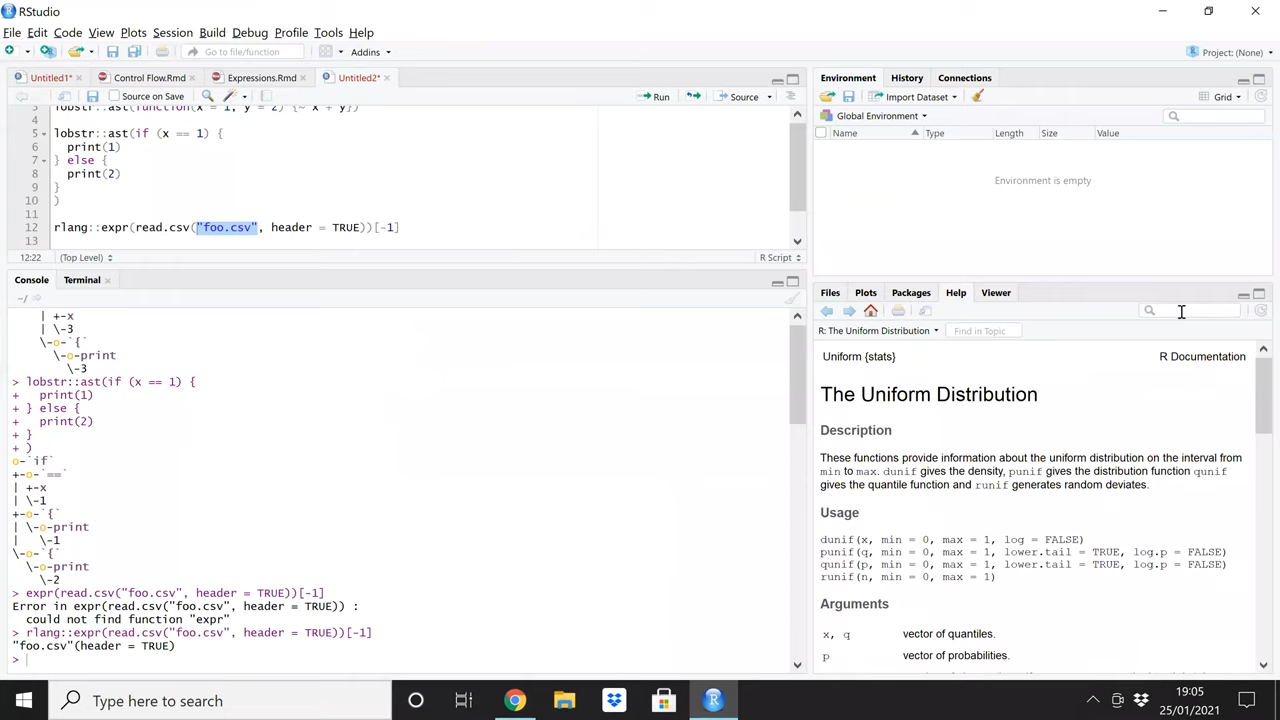 RStudio
File Edit Code View Plots Session Build Debug Profile Tools Help
Go to file/function Addins Project: (None)
Untitled1* Control Flow.Rmd Expressions.Rmd Untitled2*
Source on Save Run Source
3 lobstr::ast(function(x = 1, y = 2) {~ x + y})
4
5 lobstr::ast(if (x == 1) {
6 print(1)
7 } else {
8 print(2)
9 }
10 )
11
12 rlang::expr(read.csv("foo.csv", header = TRUE))[-1]
13
12:22 (Top Level) R Script
Console Terminal
~/
| +-x
| \-3
\-o-`{`
\-o-print
\-3
> lobstr::ast(if (x == 1) {
+ print(1)
+ } else {
+ print(2)
+ }
+ )
o-`if`
+-o-`==`
| +-x
| \-1
+-o-`{`
| \-o-print
| \-1
\-o-`{`
\-o-print
\-2
> expr(read.csv("foo.csv", header = TRUE))[-1]
Error in expr(read.csv("foo.csv", header = TRUE)) :
could not find function "expr"
> rlang::expr(read.csv("foo.csv", header = TRUE))[-1]
"foo.csv"(header = TRUE)
>
Environment History Connections
Import Dataset Grid
Global Environment
Name Type Length Size Value
Environment is empty
Files Plots Packages Help Viewer
R: The Uniform Distribution Find in Topic
Uniform {stats} R Documentation
The Uniform Distribution
Description
These functions provide information about the uniform distribution on the interval from
min to max. dunif gives the density, punif gives the distribution function qunif
gives the quantile function and runif generates random deviates.
Usage
dunif(x, min = 0, max = 1, log = FALSE)
punif(q, min = 0, max = 1, lower.tail = TRUE, log.p = FALSE)
qunif(p, min = 0, max = 1, lower.tail = TRUE, log.p = FALSE)
runif(n, min = 0, max = 1)
Arguments
x, q vector of quantiles.
p vector of probabilities.
Type here to search
19:05
25/01/2021